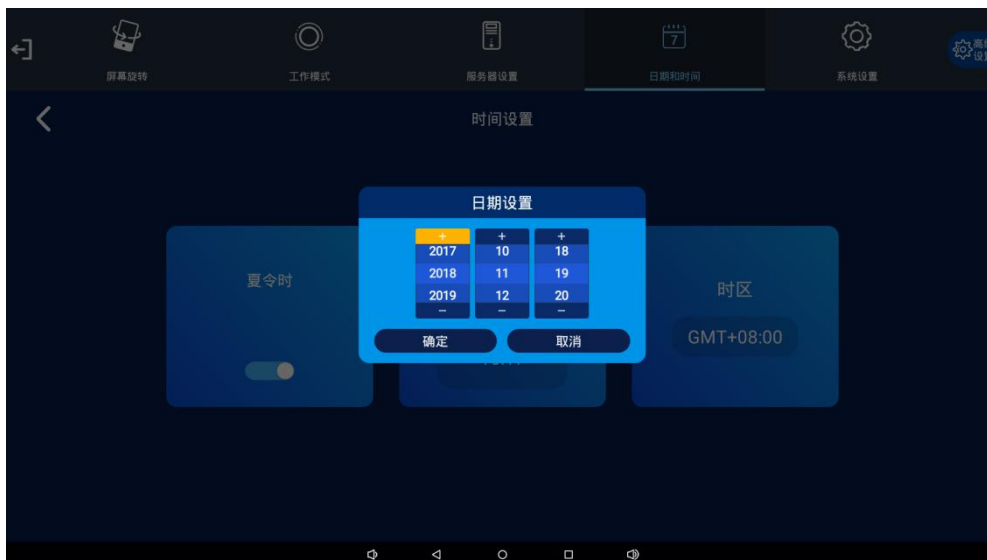 屏幕旋转
工作模式
服务器设置
7
日期和时间
系统设置
时间设置
日期设置
+ + +
2017 10 18
2018 11 19
2019 12 20
− − −
确定 取消
夏令时
时区
GMT+08:00